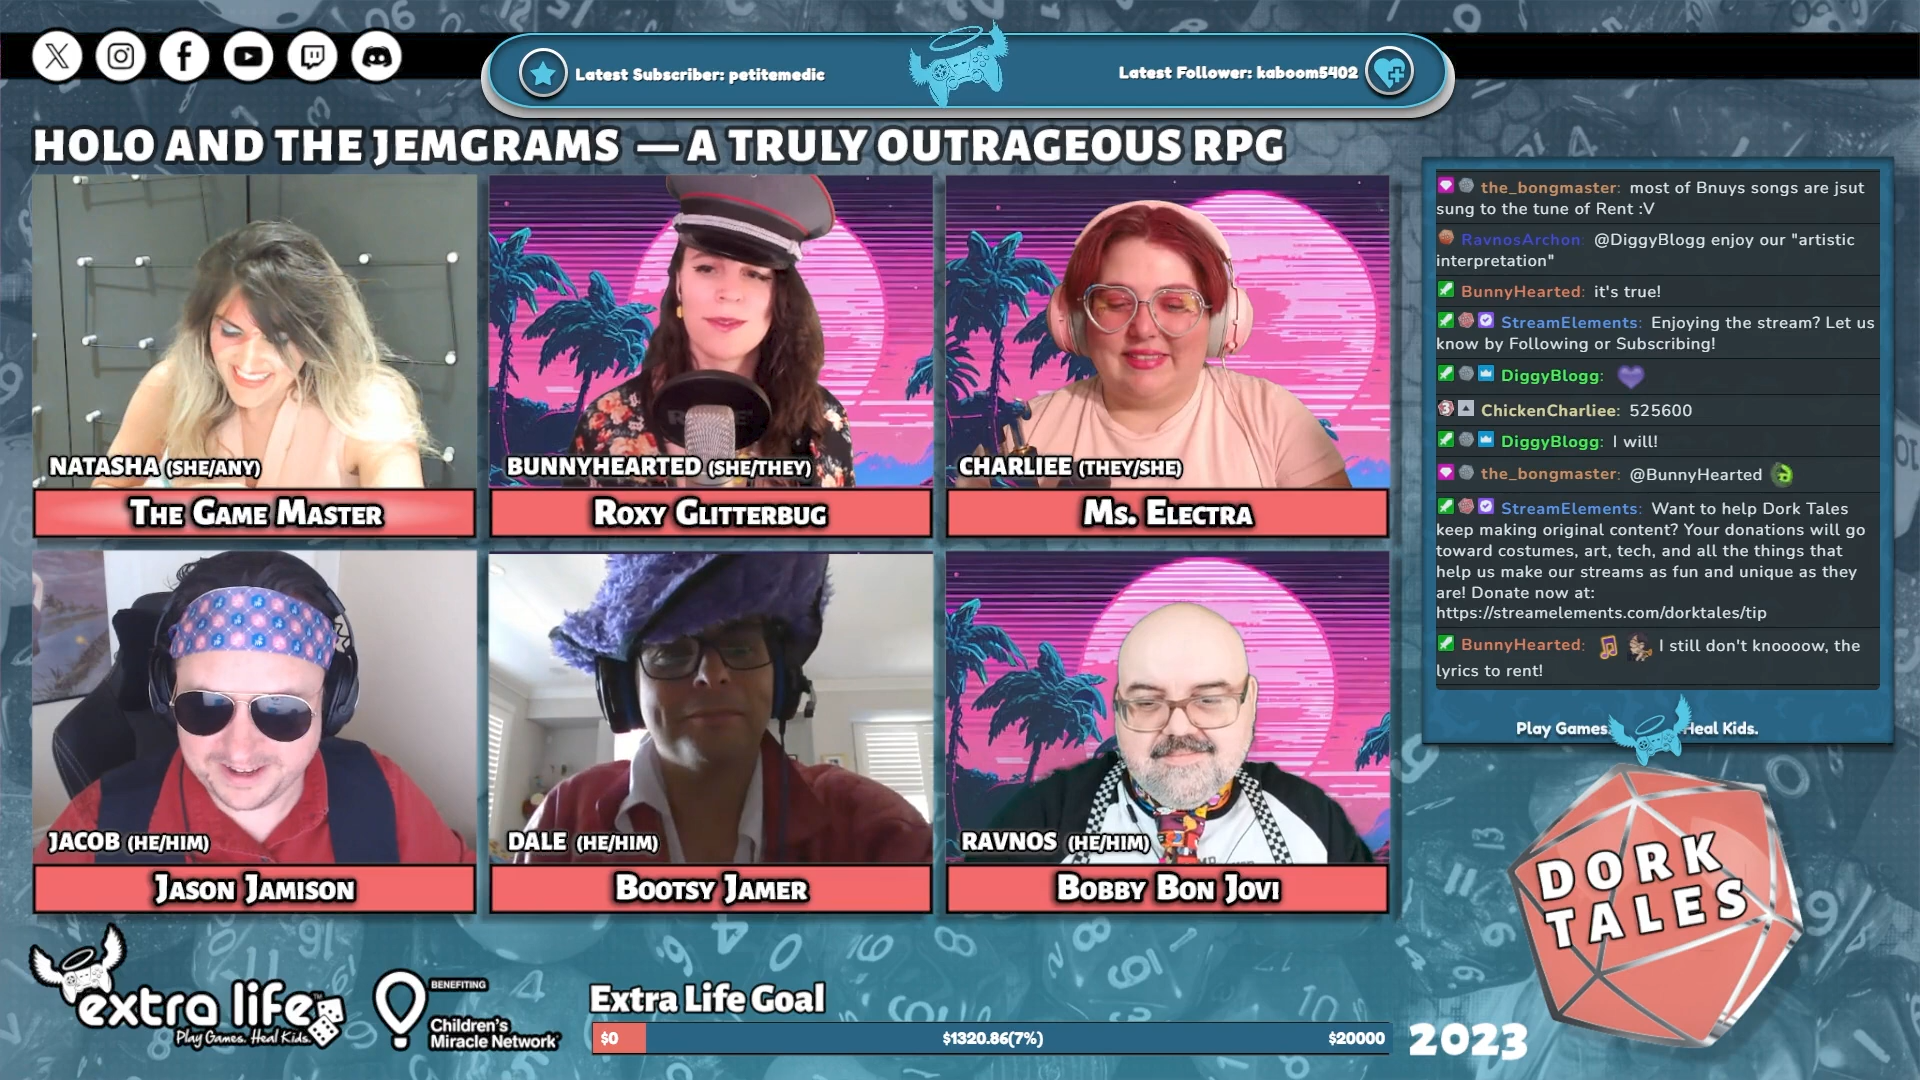 Latest Subscriber: petitemedic
Latest Follower: kaboom5402
HOLO AND THE JEMGRAMS — A TRULY OUTRAGEOUS RPG
NATASHA (SHE/ANY)
THE GAME MASTER
BUNNYHEARTED (SHE/THEY)
ROXY GLITTERBUG
CHARLIEE (THEY/SHE)
MS. ELECTRA
JACOB (HE/HIM)
JASON JAMISON
DALE (HE/HIM)
BOOTSY JAMER
RAVNOS (HE/HIM)
BOBBY BON JOVI
the_bongmaster: most of Bnuys songs are jsut
sung to the tune of Rent :V
RavnosArchon: @DiggyBlogg enjoy our "artistic
interpretation"
BunnyHearted: it's true!
StreamElements: Enjoying the stream? Let us
know by Following or Subscribing!
DiggyBlogg:
ChickenCharliee: 525600
DiggyBlogg: I will!
the_bongmaster: @BunnyHearted
StreamElements: Want to help Dork Tales
keep making original content? Your donations will go
toward costumes, art, tech, and all the things that
help us make our streams as fun and unique as they
are! Donate now at:
https://streamelements.com/dorktales/tip
BunnyHearted: I still don't knoooow, the
lyrics to rent!
Play Games. Heal Kids.
DORK
TALES
extra life
Play Games. Heal Kids.
BENEFITING
Children's
Miracle Network
Extra Life Goal
$0 $1320.86(7%) $20000
2023